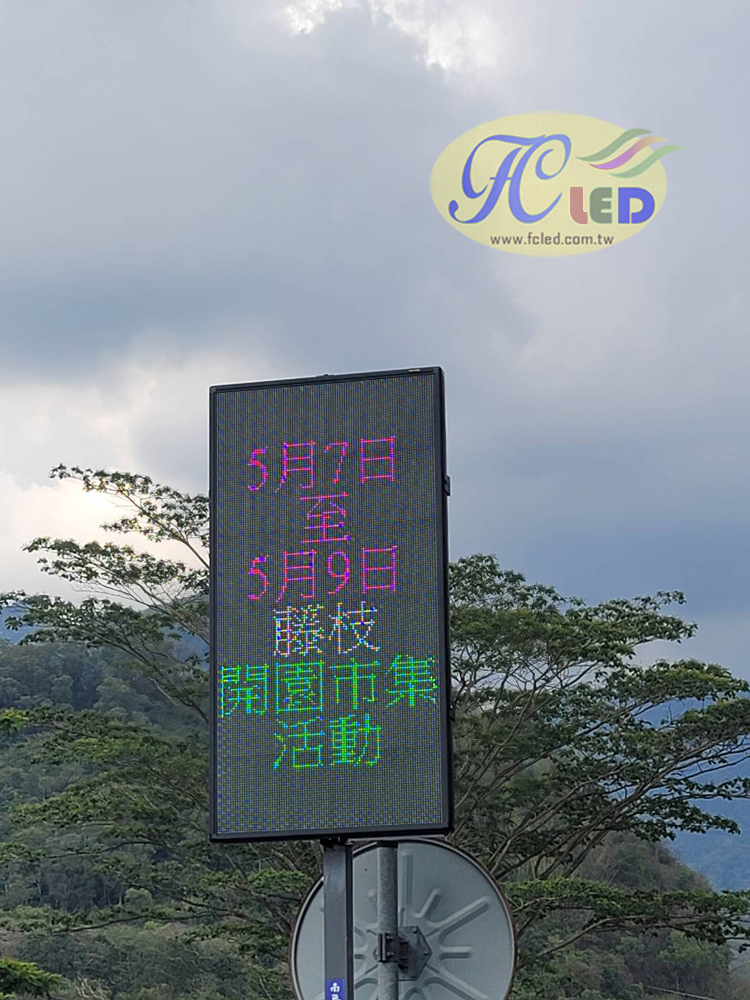 FC LED
www.fcled.com.tw
5月7日
至
5月9日
藤枝
開園市集
活動